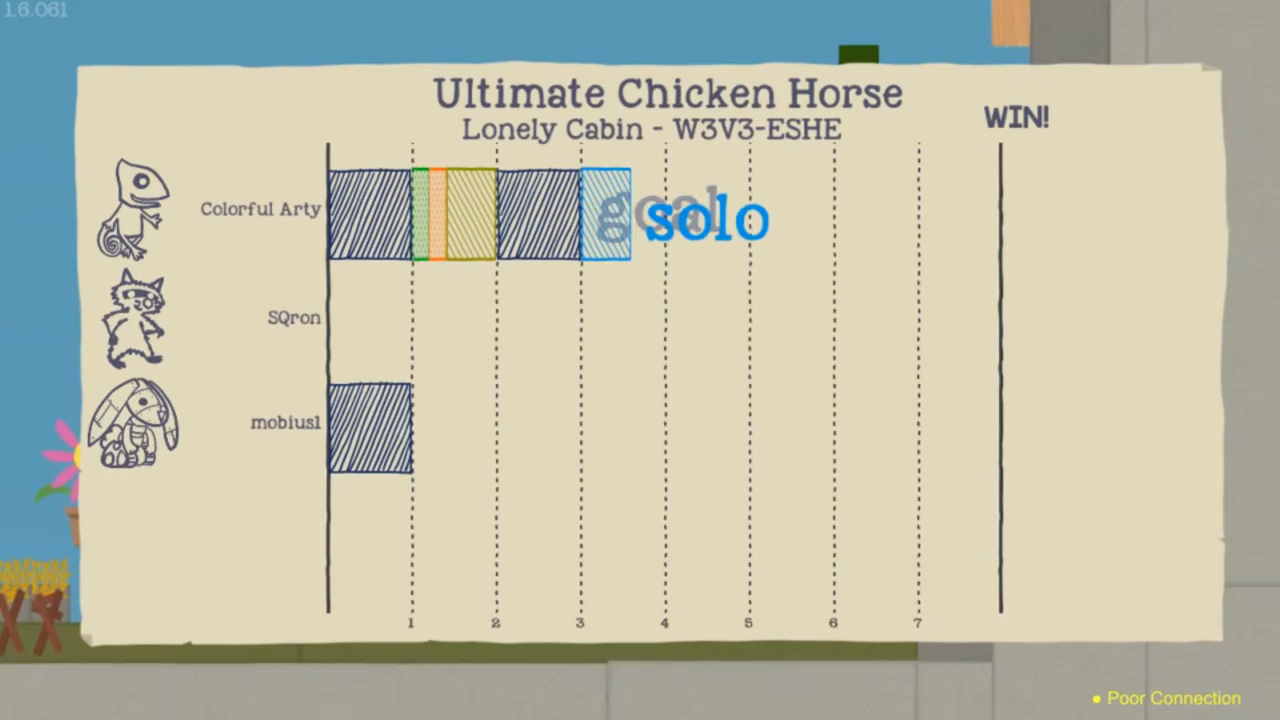 1.6.061
Ultimate Chicken Horse
Lonely Cabin - W3V3-ESHE
WIN!
Colorful Arty
goal
solo
SQron
mobius1
1 2 3 4 5 6 7
● Poor Connection